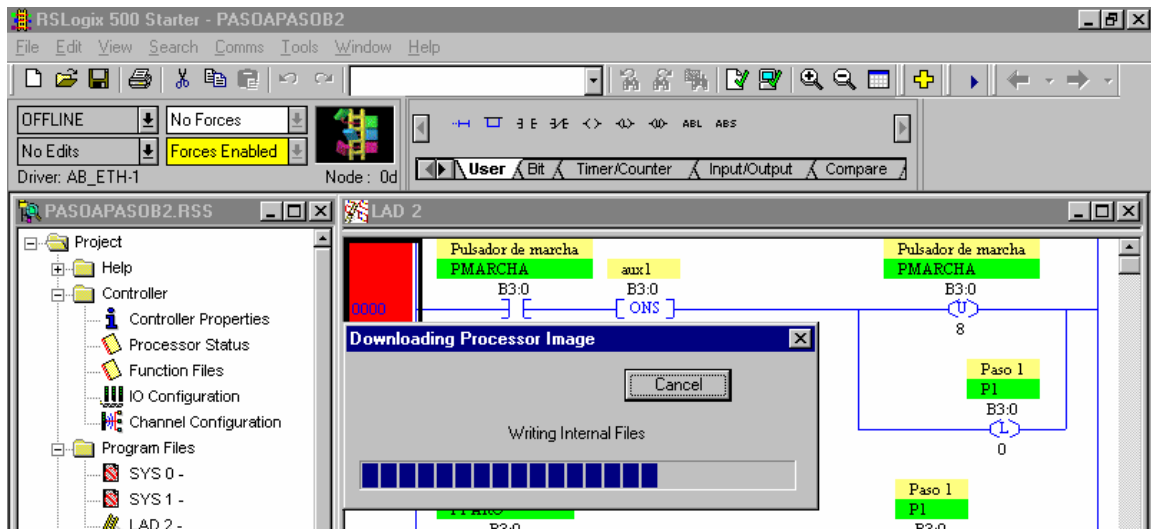 RSLogix 500 Starter - PASOAPASOB2
File Edit View Search Comms Tools Window Help
OFFLINE No Forces
No Edits Forces Enabled
Driver: AB_ETH-1 Node : 0d
ABL ABS
User Bit Timer/Counter Input/Output Compare
PASOAPASOB2.RSS
Project
Help
Controller
Controller Properties
Processor Status
Function Files
IO Configuration
Channel Configuration
Program Files
SYS 0 -
SYS 1 -
LAD 2 -
LAD 2
Pulsador de marcha
PMARCHA
B3:0
aux1
B3:0
ONS
Pulsador de marcha
PMARCHA
B3:0
U
8
0000
Paso 1
P1
B3:0
L
0
Downloading Processor Image
Cancel
Writing Internal Files
B3:0
Paso 1
P1
B3:0